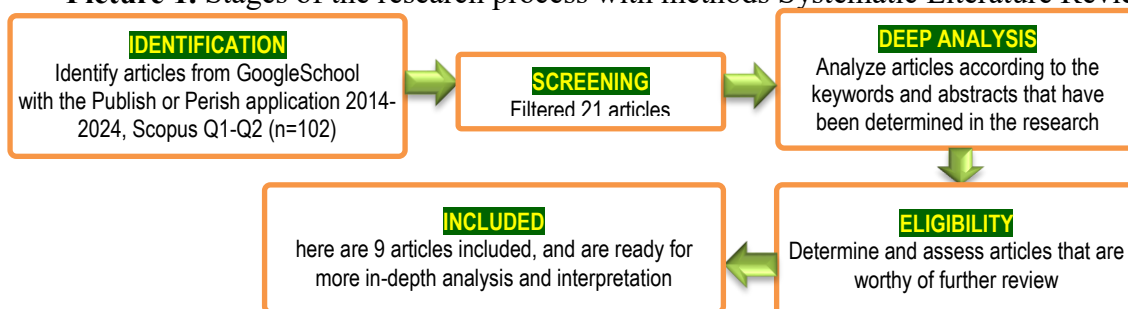 Picture 1. Stages of the research process with methods Systematic Literature Revie
IDENTIFICATION
Identify articles from GoogleSchool
with the Publish or Perish application 2014-
2024, Scopus Q1-Q2 (n=102)
SCREENING
Filtered 21 articles
DEEP ANALYSIS
Analyze articles according to the
keywords and abstracts that have
been determined in the research
ELIGIBILITY
Determine and assess articles that are
worthy of further review
INCLUDED
here are 9 articles included, and are ready for
more in-depth analysis and interpretation